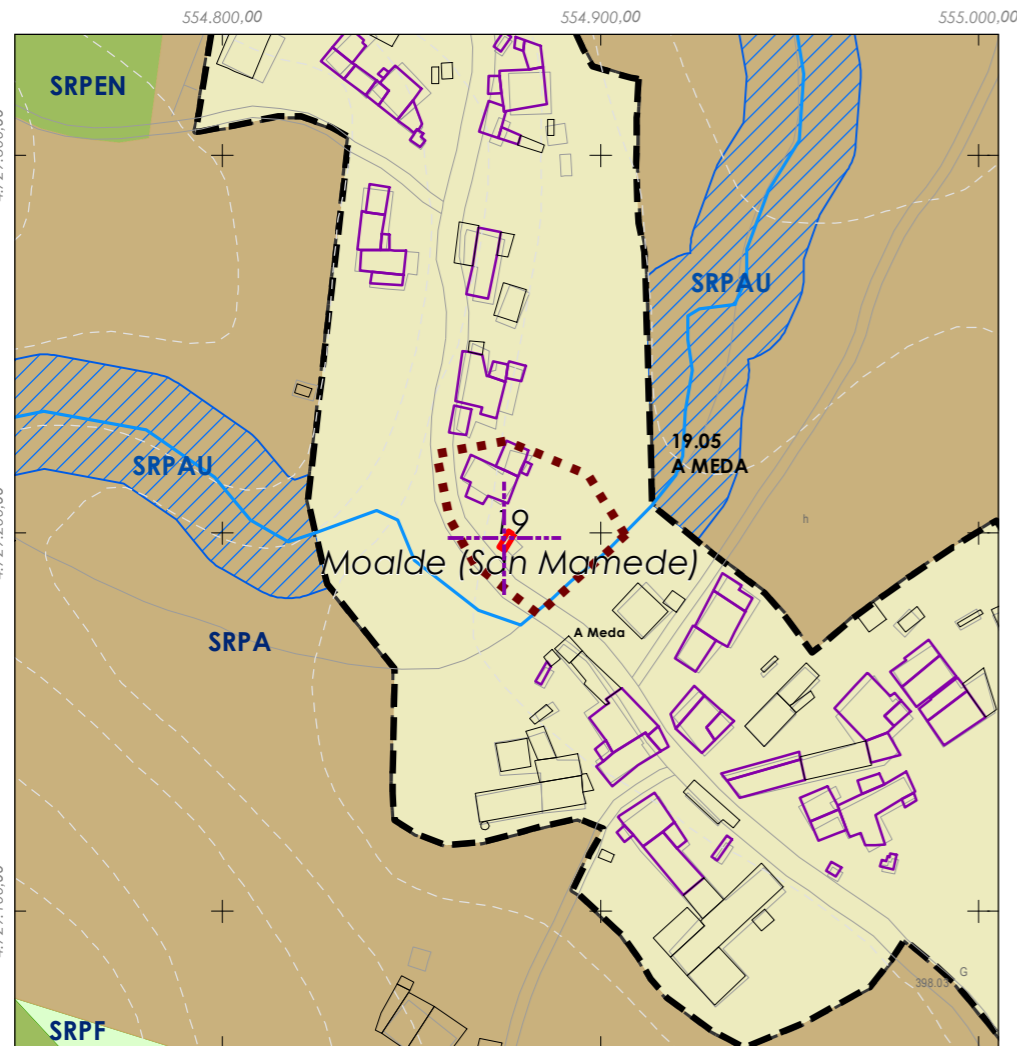 554.800,00
554.900,00
555.000,00
SRPEN
SRPAU
19.05
A MEDA
SRPAU
h
19
Moalde (San Mamede)
SRPA
A Meda
G
398.03
SRPF